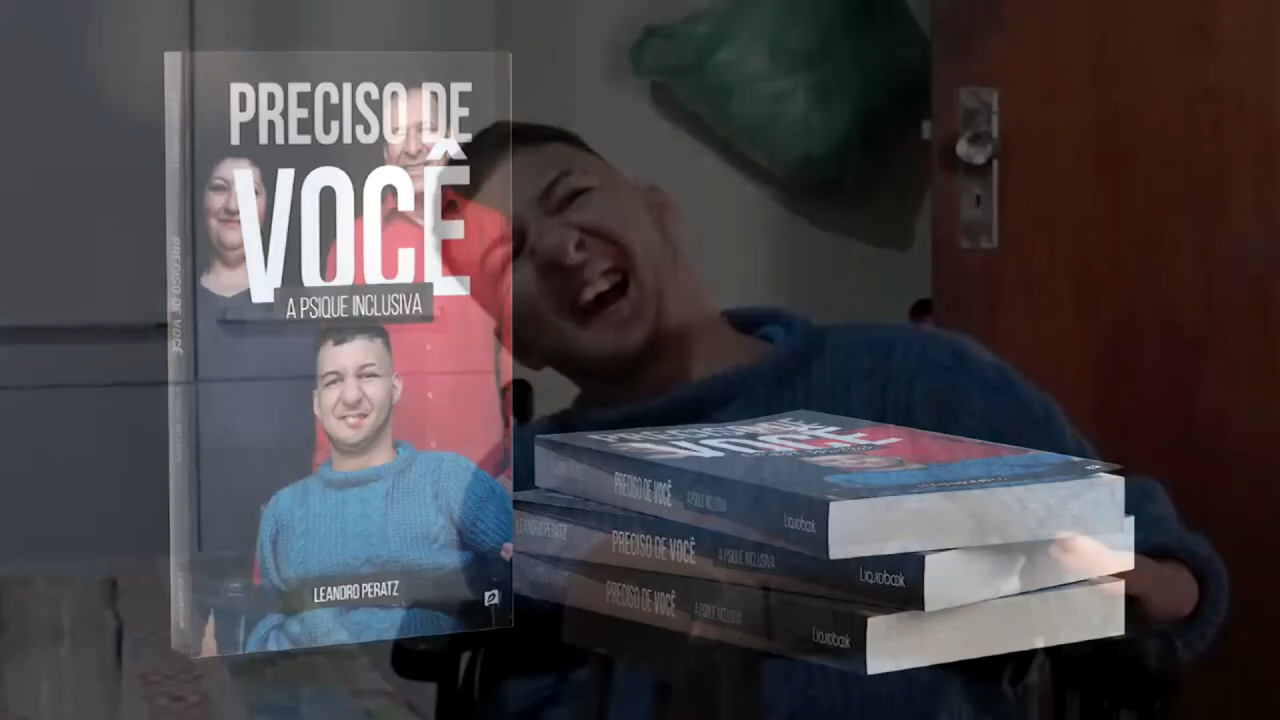 PRECISO DE
VOCÊ
A PSIQUE INCLUSIVA
LEANDRO PERATZ
PRECISO DE VOCÊ
VOCÊ
PRECISO DE VOCÊ A PSIQUE INCLUSIVA Liquidbook
LEANDRO PERATZ PRECISO DE VOCÊ A PSIQUE INCLUSIVA Liquidbook
PRECISO DE VOCÊ A PSIQUE INCLUSIVA Liquidbook